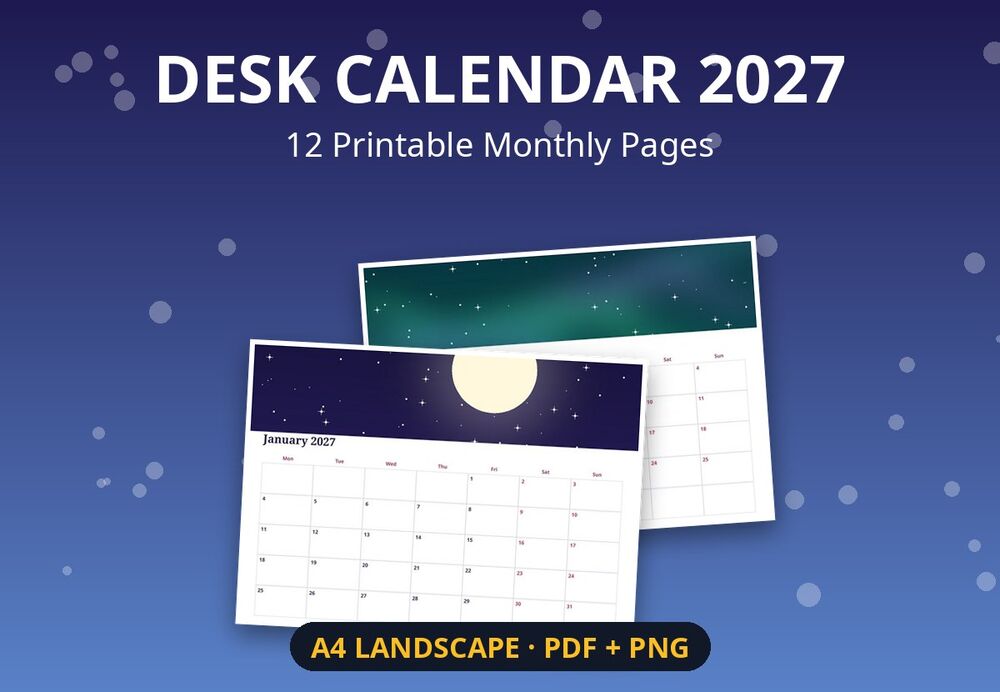 DESK CALENDAR 2027
12 Printable Monthly Pages
Sat Sun
4
10 11
17 18
24 25
January 2027
Mon Tue Wed Thu Fri Sat Sun
1 2 3
4 5 6 7 8 9 10
11 12 13 14 15 16 17
18 19 20 21 22 23 24
25 26 27 28 29 30 31
A4 LANDSCAPE · PDF + PNG